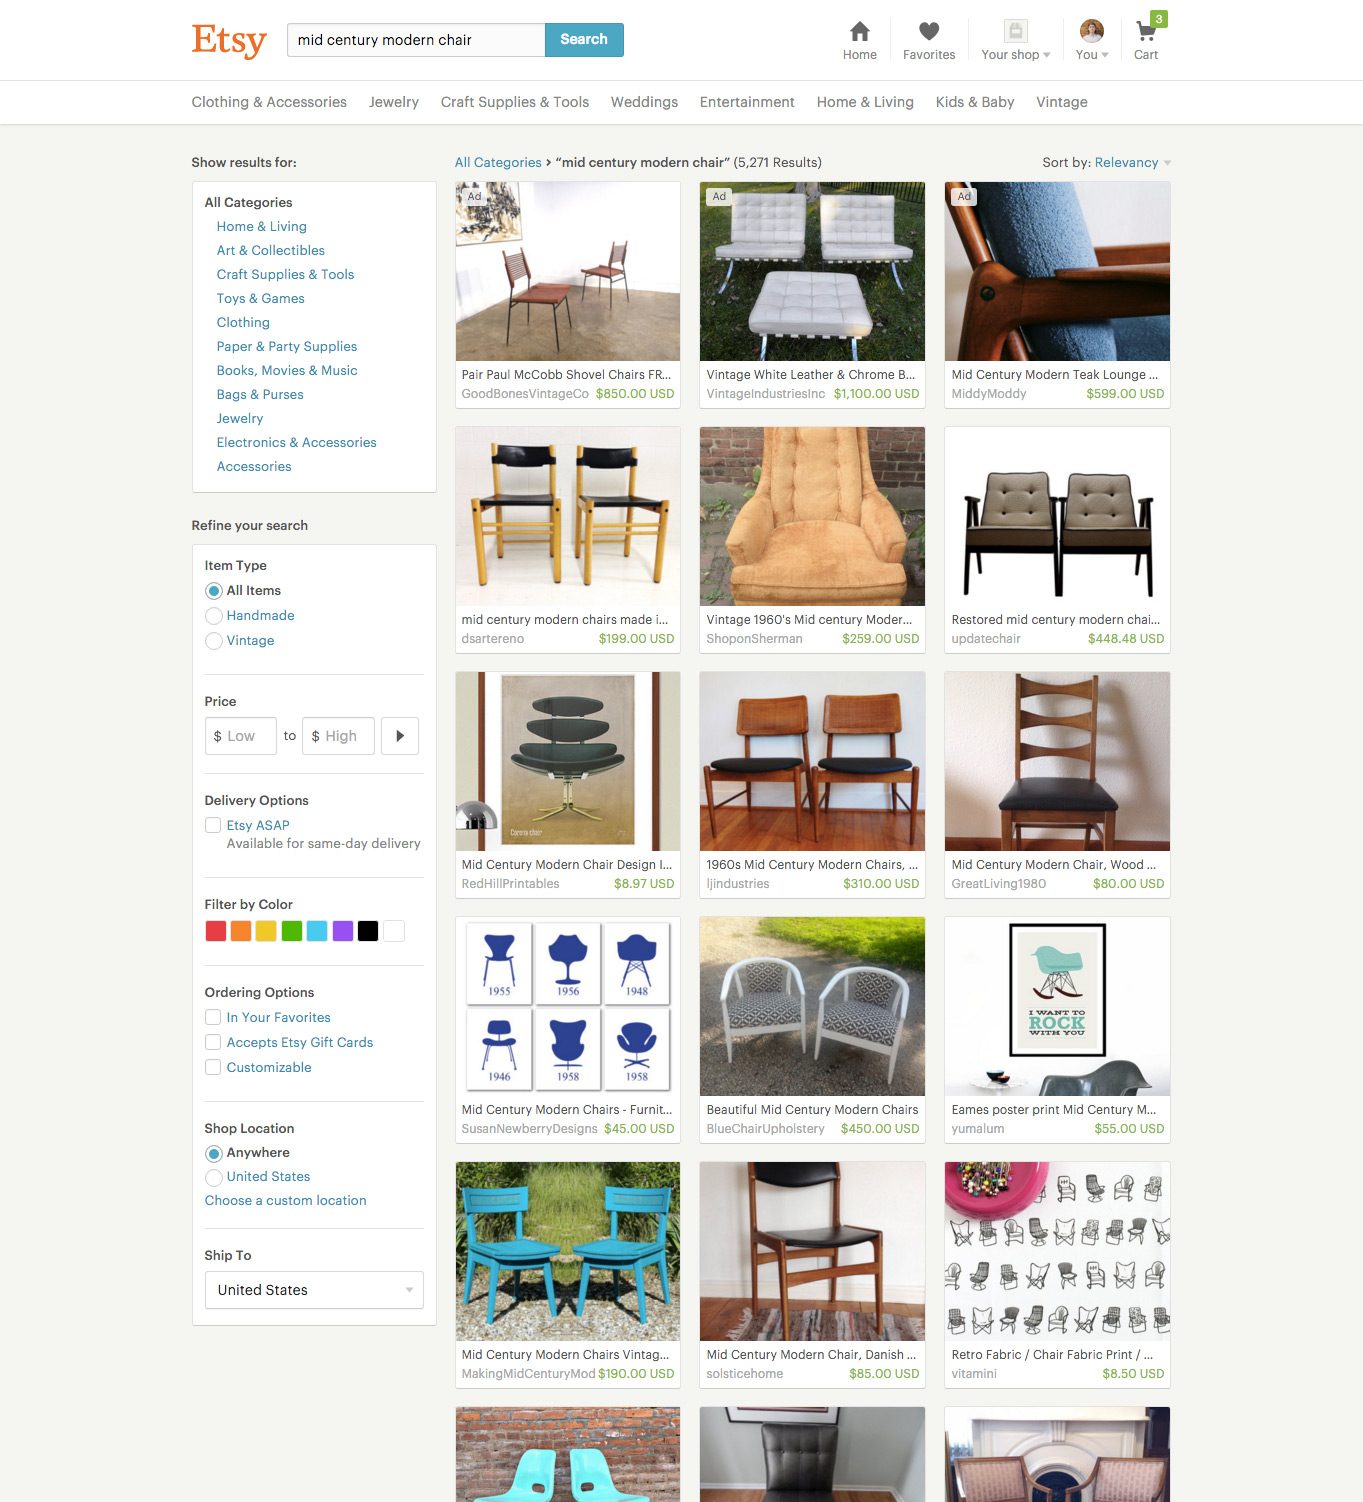 Etsy
mid century modern chair
Search
Home
Favorites
Your shop
You
3
Cart
Clothing & Accessories
Jewelry
Craft Supplies & Tools
Weddings
Entertainment
Home & Living
Kids & Baby
Vintage
Show results for:
All Categories
Home & Living
Art & Collectibles
Craft Supplies & Tools
Toys & Games
Clothing
Paper & Party Supplies
Books, Movies & Music
Bags & Purses
Jewelry
Electronics & Accessories
Accessories
Refine your search
Item Type
All Items
Handmade
Vintage
Price
$ Low to $ High
Delivery Options
Etsy ASAP
Available for same-day delivery
Filter by Color
Ordering Options
In Your Favorites
Accepts Etsy Gift Cards
Customizable
Shop Location
Anywhere
United States
Choose a custom location
Ship To
United States
All Categories › “mid century modern chair” (5,271 Results)
Sort by: Relevancy
Ad
Pair Paul McCobb Shovel Chairs FR...
GoodBonesVintageCo $850.00 USD
Ad
Vintage White Leather & Chrome B...
VintageIndustriesInc $1,100.00 USD
Ad
Mid Century Modern Teak Lounge ...
MiddyModdy $599.00 USD
mid century modern chairs made i...
dsartereno $199.00 USD
Vintage 1960's Mid century Moder...
ShoponSherman $259.00 USD
Restored mid century modern chai...
updatechair $448.48 USD
Corona chair
Mid Century Modern Chair Design I...
RedHillPrintables $8.97 USD
1960s Mid Century Modern Chairs, ...
ljindustries $310.00 USD
Mid Century Modern Chair, Wood ...
GreatLiving1980 $80.00 USD
1955 1956 1948
1946 1958 1958
Mid Century Modern Chairs - Furnit...
SusanNewberryDesigns $45.00 USD
Beautiful Mid Century Modern Chairs
BlueChairUpholstery $450.00 USD
I WANT TO
ROCK
WITH YOU
Eames poster print Mid Century M...
yumalum $55.00 USD
Mid Century Modern Chairs Vintag...
MakingMidCenturyMod $190.00 USD
Mid Century Modern Chair, Danish ...
solsticehome $85.00 USD
Retro Fabric / Chair Fabric Print / ...
vitamini $8.50 USD